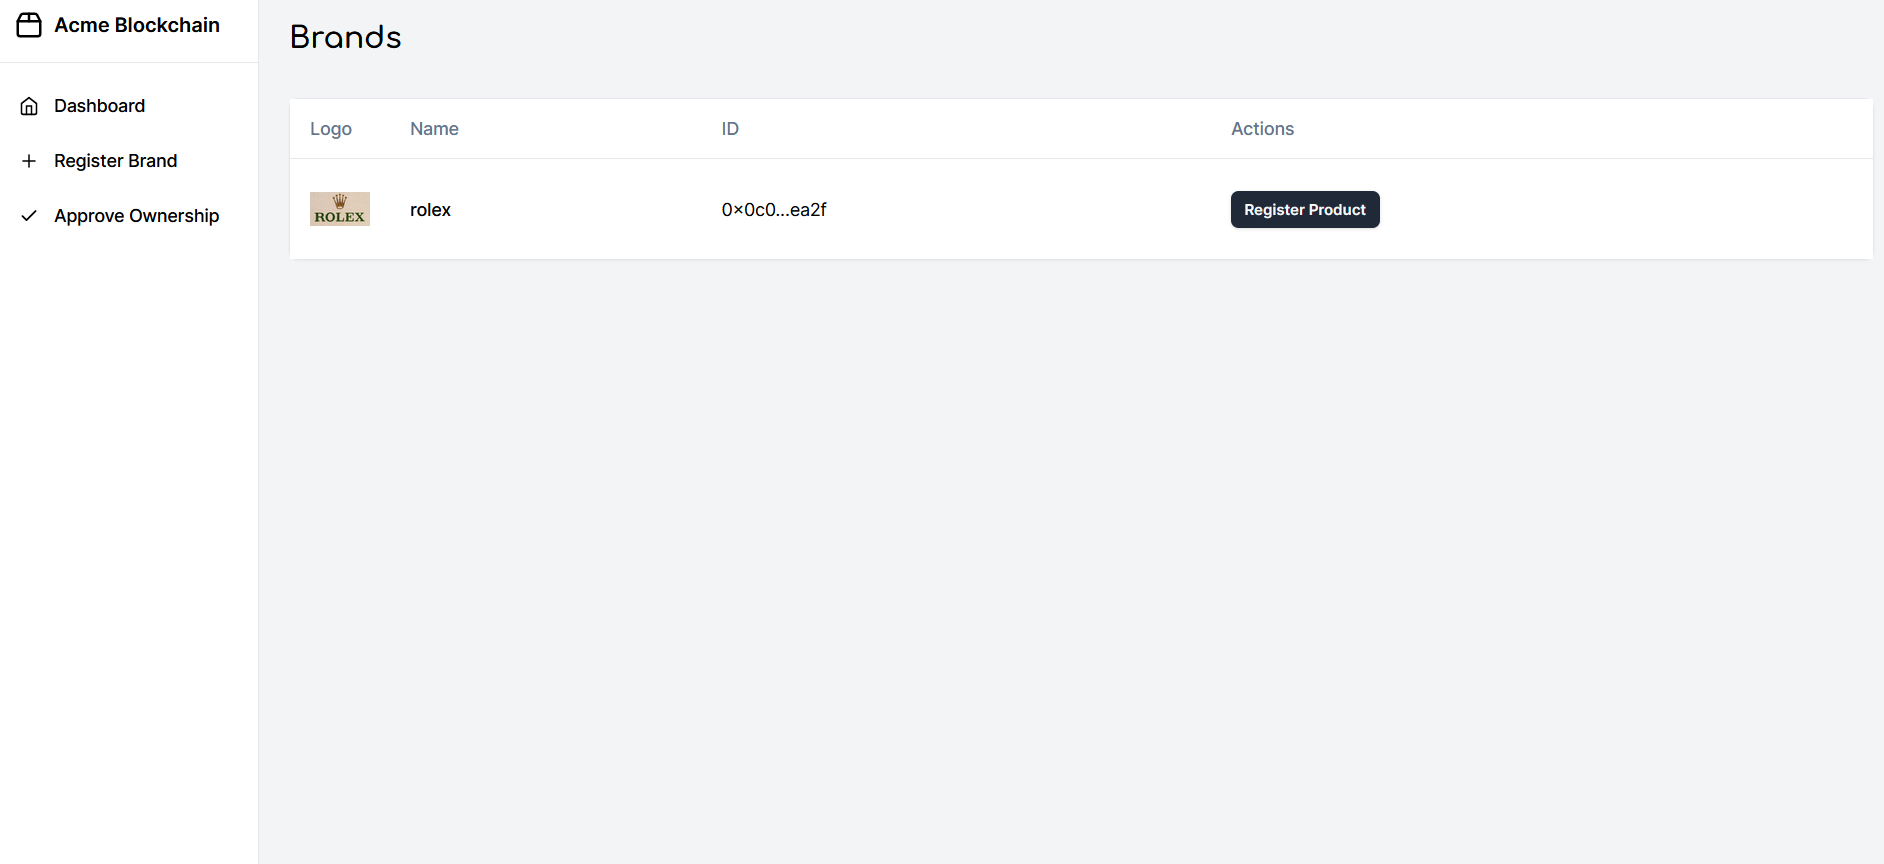 Acme Blockchain
Dashboard
Register Brand
Approve Ownership
Brands
Logo Name ID Actions
ROLEX rolex 0×0c0...ea2f Register Product